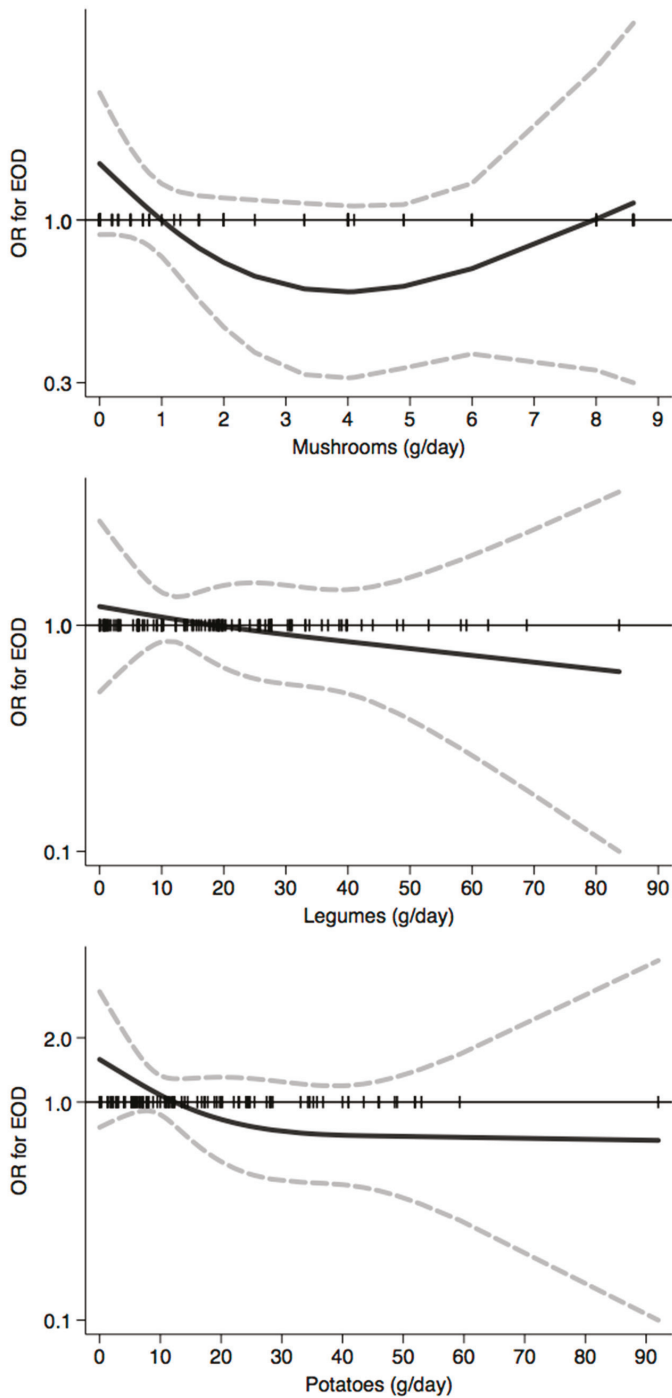 OR for EOD
1.0
0.3
0 1 2 3 4 5 6 7 8 9
Mushrooms (g/day)
OR for EOD
1.0
0.1
0 10 20 30 40 50 60 70 80 90
Legumes (g/day)
OR for EOD
2.0
1.0
0.1
0 10 20 30 40 50 60 70 80 90
Potatoes (g/day)